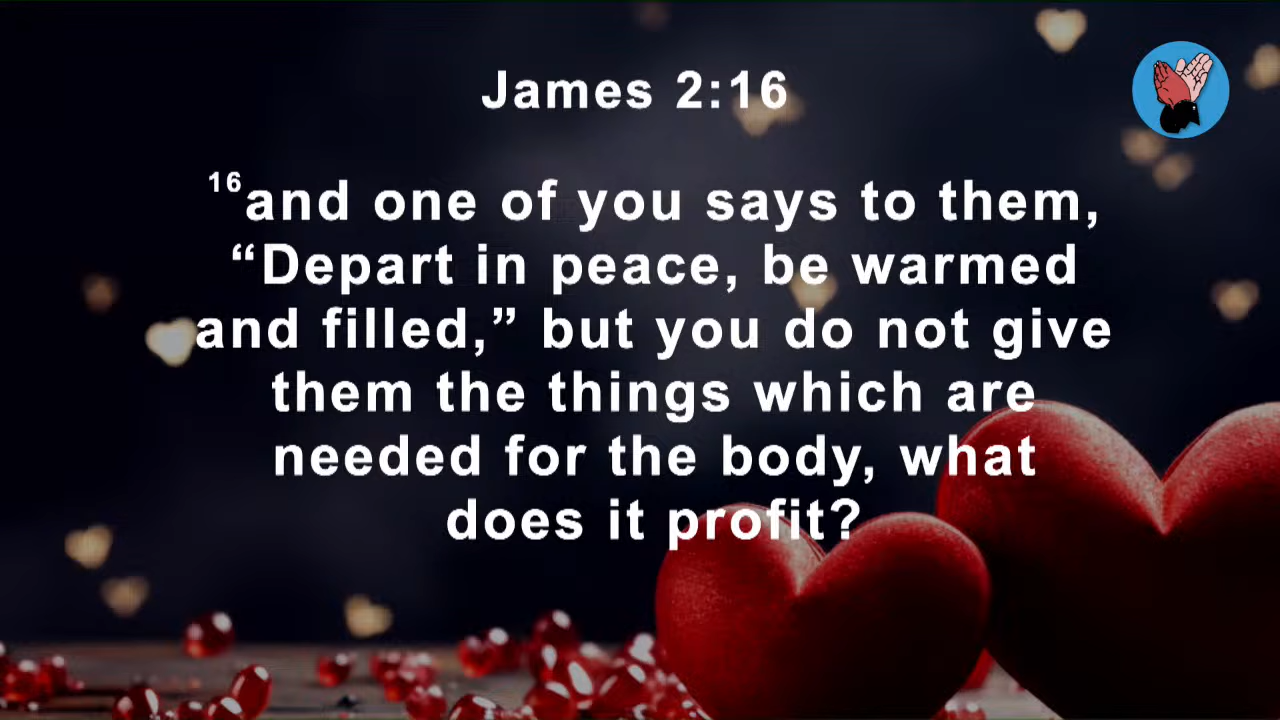 James 2:16
16and one of you says to them,
“Depart in peace, be warmed
and filled,” but you do not give
them the things which are
needed for the body, what
does it profit?